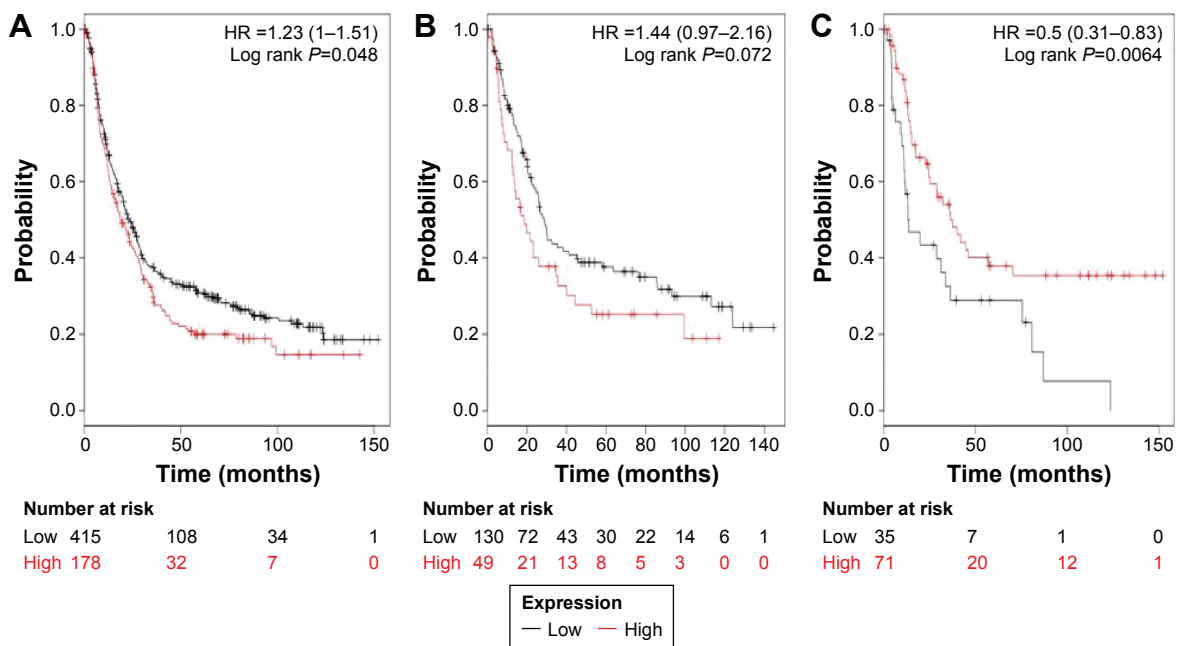 A
HR =1.23 (1–1.51)
Log rank P=0.048
1.0
0.8
0.6
0.4
0.2
0.0
Probability
0 50 100 150
Time (months)
Number at risk
Low 415 108 34 1
High 178 32 7 0
B
HR =1.44 (0.97–2.16)
Log rank P=0.072
1.0
0.8
0.6
0.4
0.2
0.0
Probability
0 20 40 60 80 100 120 140
Time (months)
Number at risk
Low 130 72 43 30 22 14 6 1
High 49 21 13 8 5 3 0 0
C
HR =0.5 (0.31–0.83)
Log rank P=0.0064
1.0
0.8
0.6
0.4
0.2
0.0
Probability
0 50 100 150
Time (months)
Number at risk
Low 35 7 1 0
High 71 20 12 1
Expression
Low High